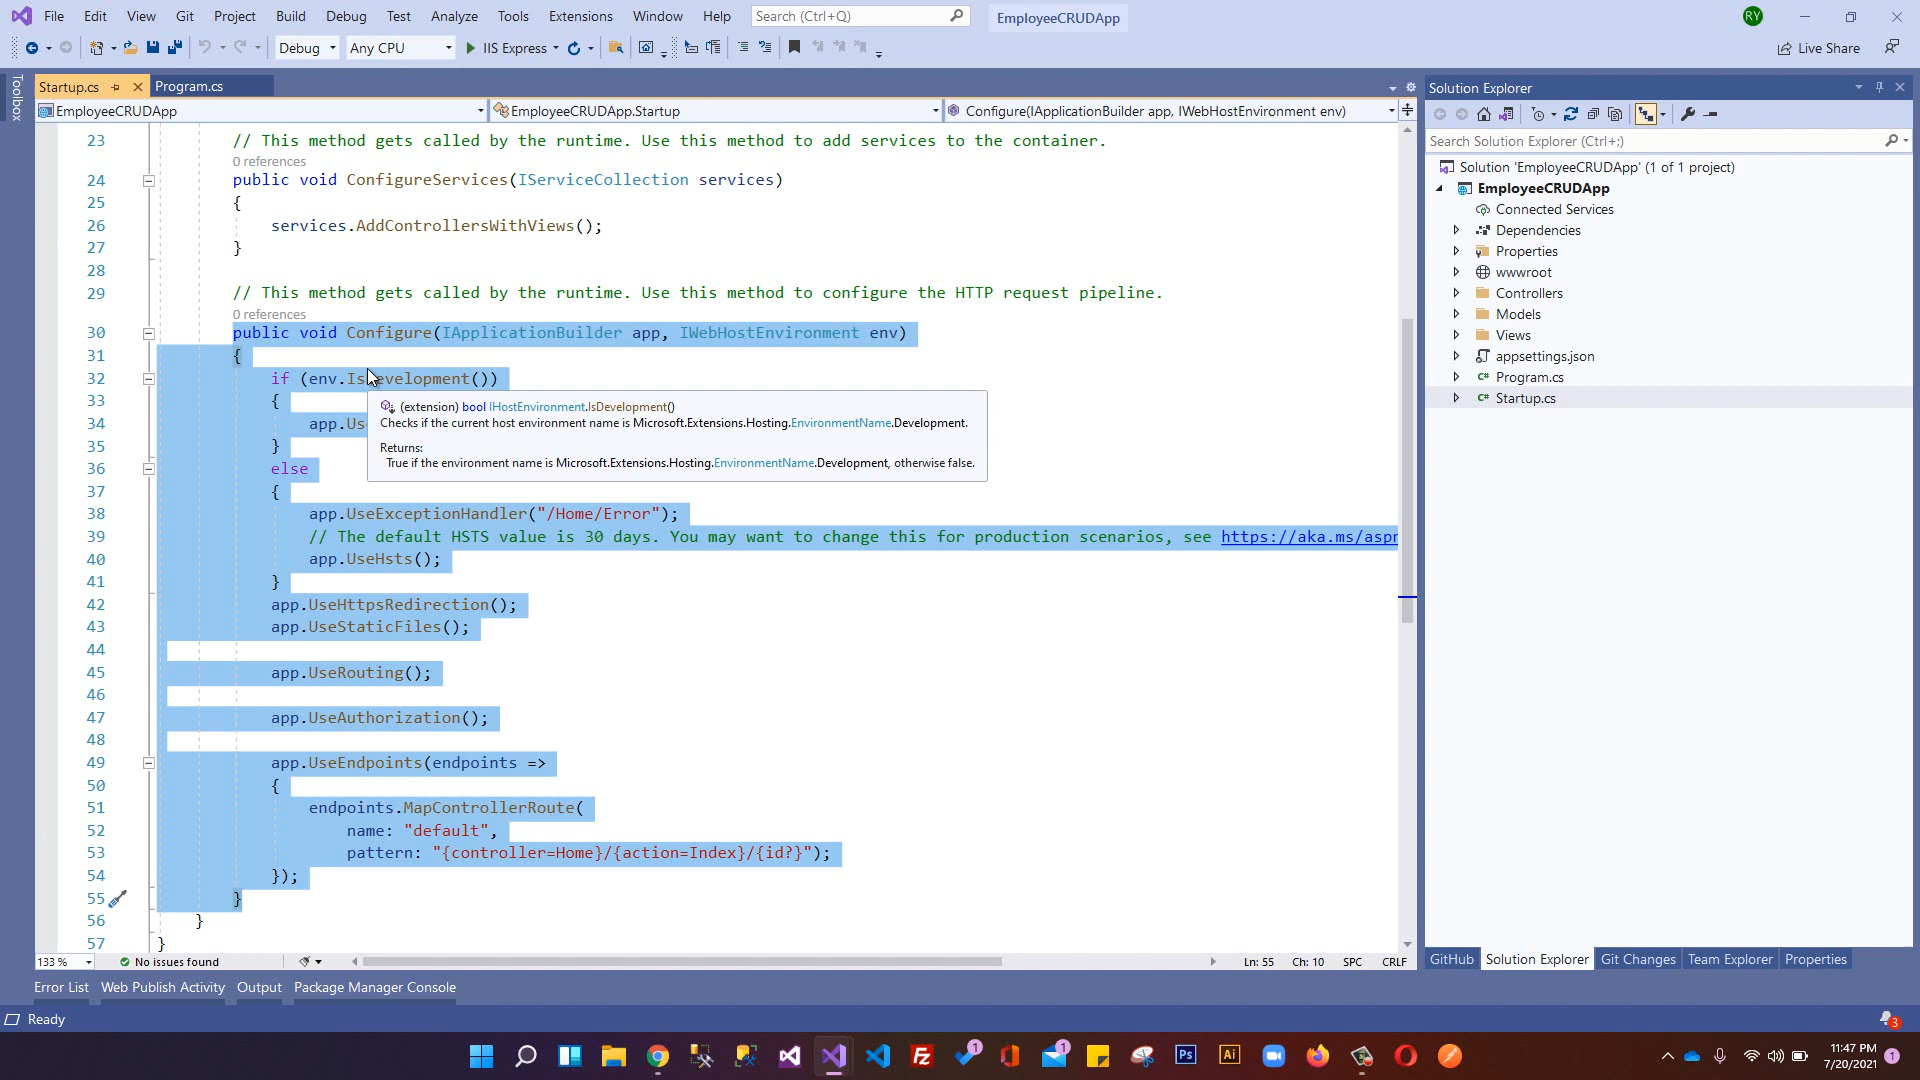 File Edit View Git Project Build Debug Test Analyze Tools Extensions Window Help Search (Ctrl+Q) EmployeeCRUDApp RY
Debug Any CPU IIS Express Live Share
Toolbox
Startup.cs Program.cs
EmployeeCRUDApp EmployeeCRUDApp.Startup Configure(IApplicationBuilder app, IWebHostEnvironment env)
23 // This method gets called by the runtime. Use this method to add services to the container.
0 references
24 public void ConfigureServices(IServiceCollection services)
25 {
26 services.AddControllersWithViews();
27 }
28
29 // This method gets called by the runtime. Use this method to configure the HTTP request pipeline.
0 references
30 public void Configure(IApplicationBuilder app, IWebHostEnvironment env)
31 {
32 if (env.IsDevelopment())
33 {
34 app.Use
35 }
36 else
37 {
38 app.UseExceptionHandler("/Home/Error");
39 // The default HSTS value is 30 days. You may want to change this for production scenarios, see https://aka.ms/aspn
40 app.UseHsts();
41 }
42 app.UseHttpsRedirection();
43 app.UseStaticFiles();
44
45 app.UseRouting();
46
47 app.UseAuthorization();
48
49 app.UseEndpoints(endpoints =>
50 {
51 endpoints.MapControllerRoute(
52 name: "default",
53 pattern: "{controller=Home}/{action=Index}/{id?}");
54 });
55 }
56 }
57 }
(extension) bool IHostEnvironment.IsDevelopment()
Checks if the current host environment name is Microsoft.Extensions.Hosting.EnvironmentName.Development.
Returns:
True if the environment name is Microsoft.Extensions.Hosting.EnvironmentName.Development, otherwise false.
133 % No issues found Ln: 55 Ch: 10 SPC CRLF
Solution Explorer
Search Solution Explorer (Ctrl+;)
Solution 'EmployeeCRUDApp' (1 of 1 project)
EmployeeCRUDApp
Connected Services
Dependencies
Properties
wwwroot
Controllers
Models
Views
appsettings.json
C# Program.cs
C# Startup.cs
GitHub Solution Explorer Git Changes Team Explorer Properties
Error List Web Publish Activity Output Package Manager Console
Ready 3
1 1 Fz Ps Ai
11:47 PM
7/20/2021 1